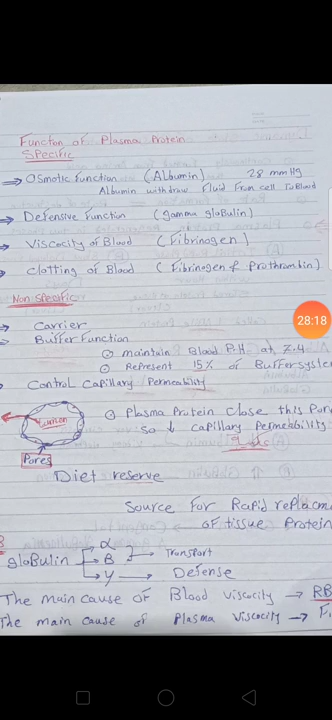 Function of Plasma Protein
Specific
⇒ Osmotic Function (Albumin) 28 mmHg
Albumin withdraw Fluid From cell To Blood
→ Defensive Function (gamma globulin)
→ Viscocity of Blood (Fibrinogen)
→ Clotting of Blood (Fibrinogen & Prothrombin)
Non specific
28:18
→ Carrier
⇒ Buffer Function
⊙ maintain Blood P.H at 7.4
⊙ Represent 15% of Buffer syste
→ Control Capillary Permeability
Lumen
⊙ Plasma Protein close this Por
so ↓ capillary Permeability
Pores
Diet reserve
Source For Rapid replacm
of tissue Protein
globulin
α
B → Transport
γ → Defense
The main cause of Blood viscocity → RB
The main cause of Plasma viscocity → Fi